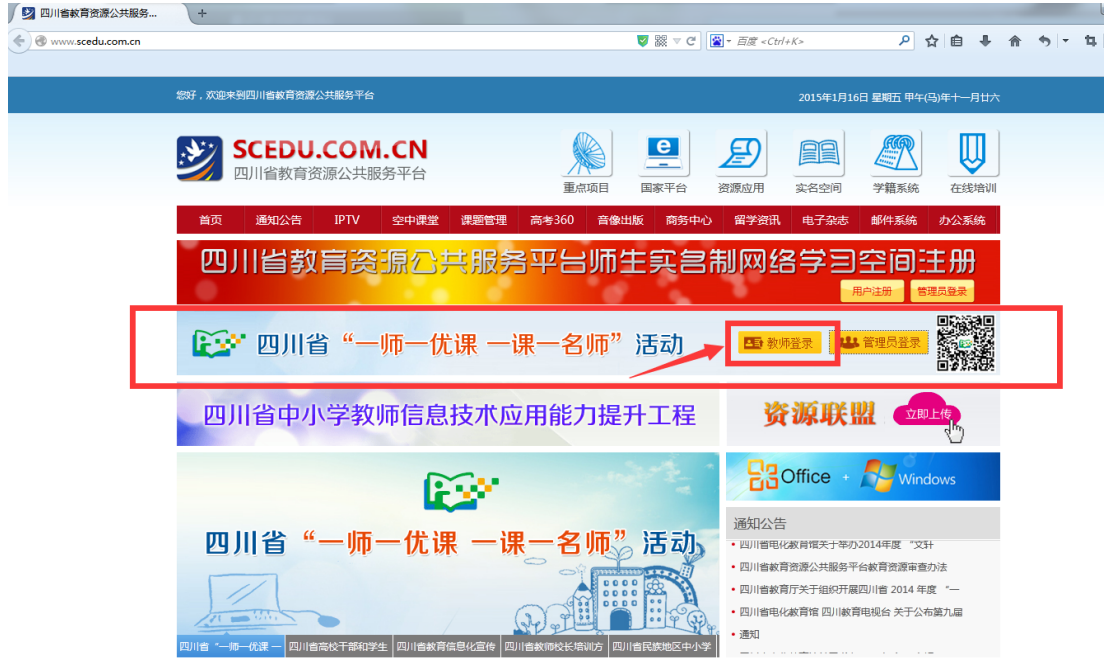 四川省教育资源公共服务...
www.scedu.com.cn
百度 <Ctrl+K>
您好，欢迎来到四川省教育资源公共服务平台
2015年1月16日 星期五 甲午(马)年十一月廿六
SCEDU.COM.CN
四川省教育资源公共服务平台
重点项目 国家平台 资源应用 实名空间 学籍系统 在线培训
首页 通知公告 IPTV 空中课堂 课题管理 高考360 音像出版 商务中心 留学资讯 电子杂志 邮件系统 办公系统
四川省教育资源公共服务平台师生实名制网络学习空间注册
用户注册 管理员登录
四川省“一师一优课 一课一名师”活动
教师登录 管理员登录
四川省中小学教师信息技术应用能力提升工程
资源联盟 立即上传
Office + Windows
四川省“一师一优课 一课一名师”活动
四川省“一师一优课 一
四川省高校干部和学生
四川省教育信息化宣传
四川省教师校长培训方
四川省民族地区中小学
通知公告
四川省电化教育馆关于举办2014年度 “文轩
四川省教育资源公共服务平台教育资源审查办法
四川省教育厅关于组织开展四川省 2014 年度 “一
四川省电化教育馆 四川教育电视台 关于公布第九届
通知